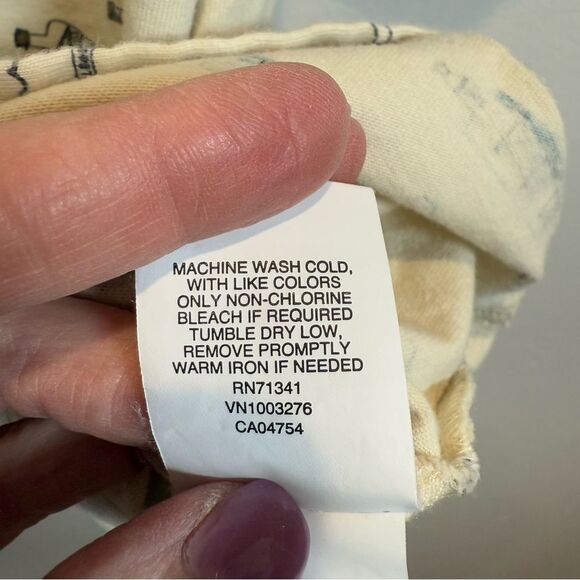 MACHINE WASH COLD,
WITH LIKE COLORS
ONLY NON-CHLORINE
BLEACH IF REQUIRED
TUMBLE DRY LOW,
REMOVE PROMPTLY
WARM IRON IF NEEDED
RN71341
VN1003276
CA04754